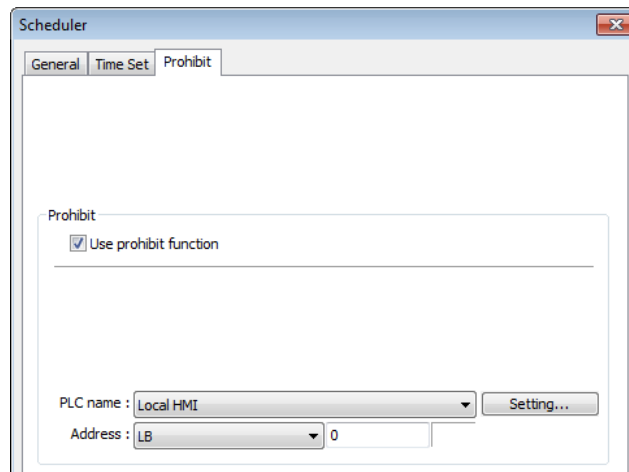 Scheduler
General Time Set Prohibit
Prohibit
Use prohibit function
PLC name : Local HMI Setting...
Address : LB 0